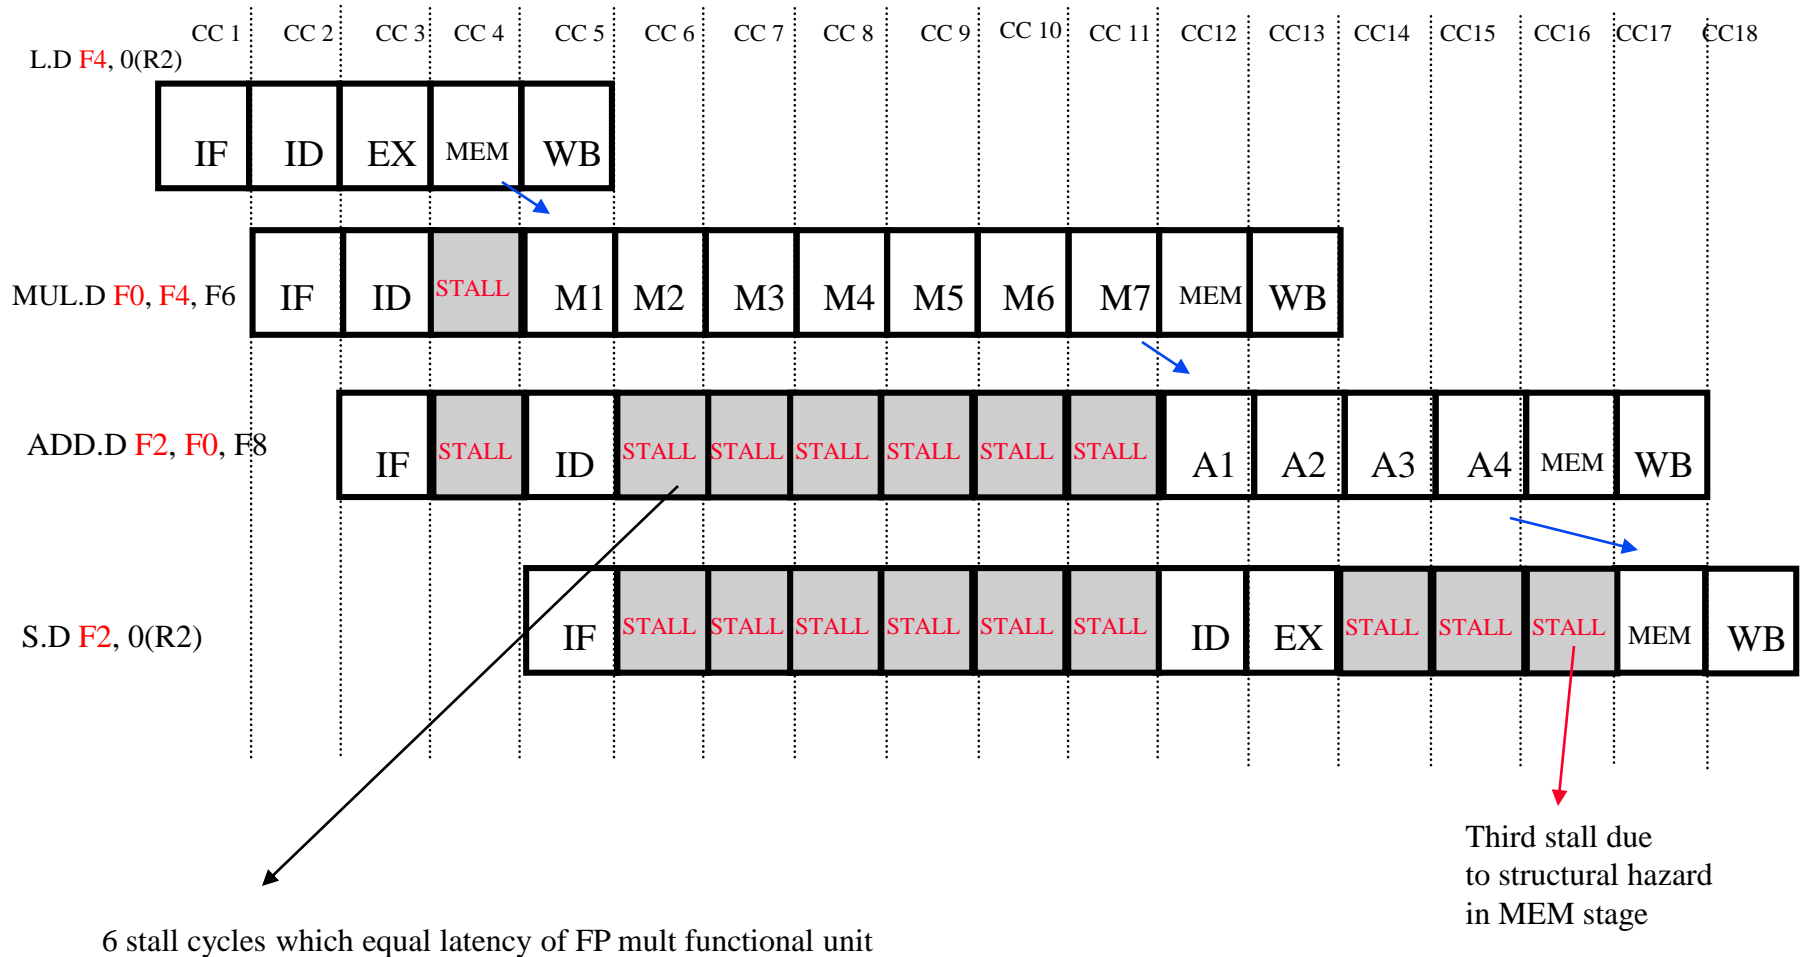 CC 1 CC 2 CC 3 CC 4 CC 5 CC 6 CC 7 CC 8 CC 9 CC 10 CC 11 CC12 CC13 CC14 CC15 CC16 CC17 CC18
L.D F4, 0(R2)
IF ID EX MEM WB
MUL.D F0, F4, F6 IF ID STALL M1 M2 M3 M4 M5 M6 M7 MEM WB
ADD.D F2, F0, F8 IF STALL ID STALL STALL STALL STALL STALL STALL A1 A2 A3 A4 MEM WB
S.D F2, 0(R2) IF STALL STALL STALL STALL STALL STALL ID EX STALL STALL STALL MEM WB
Third stall due
to structural hazard
in MEM stage
6 stall cycles which equal latency of FP mult functional unit